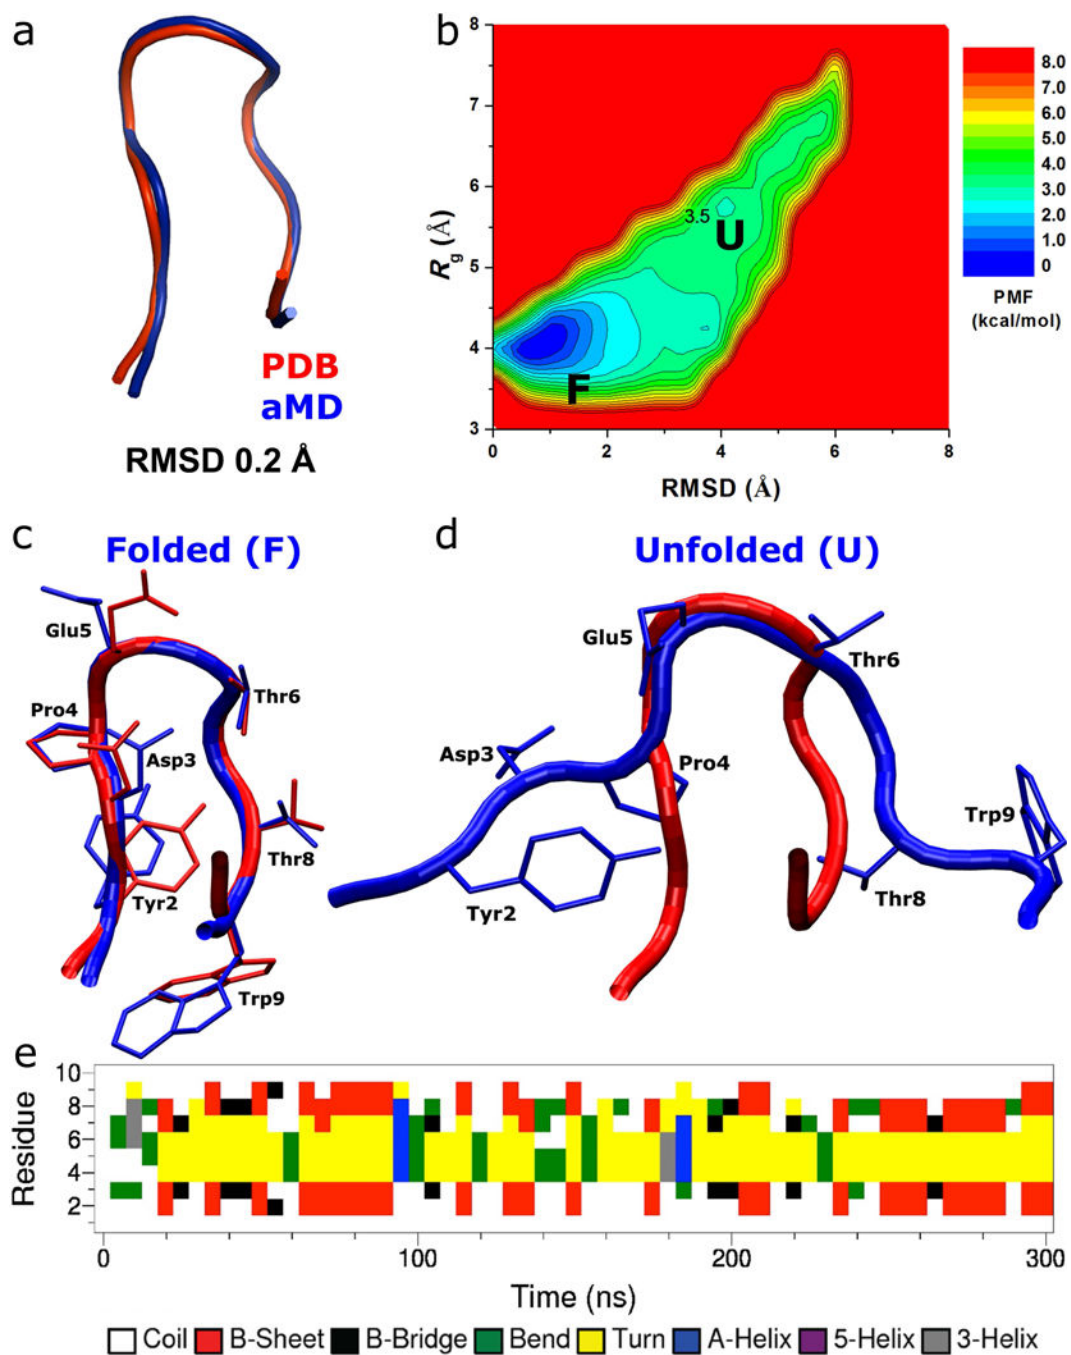 a
PDB
aMD
RMSD 0.2 Å
b
8
7
6
5
4
3
Rg (Å)
3.5
U
F
0 2 4 6 8
RMSD (Å)
8.0
7.0
6.0
5.0
4.0
3.0
2.0
1.0
0
PMF
(kcal/mol)
c
Folded (F)
Glu5
Thr6
Pro4
Asp3
Thr8
Tyr2
Trp9
d
Unfolded (U)
Glu5
Thr6
Asp3
Pro4
Trp9
Tyr2
Thr8
e
10
8
6
4
2
Residue
0 100 200 300
Time (ns)
Coil B-Sheet B-Bridge Bend Turn A-Helix 5-Helix 3-Helix